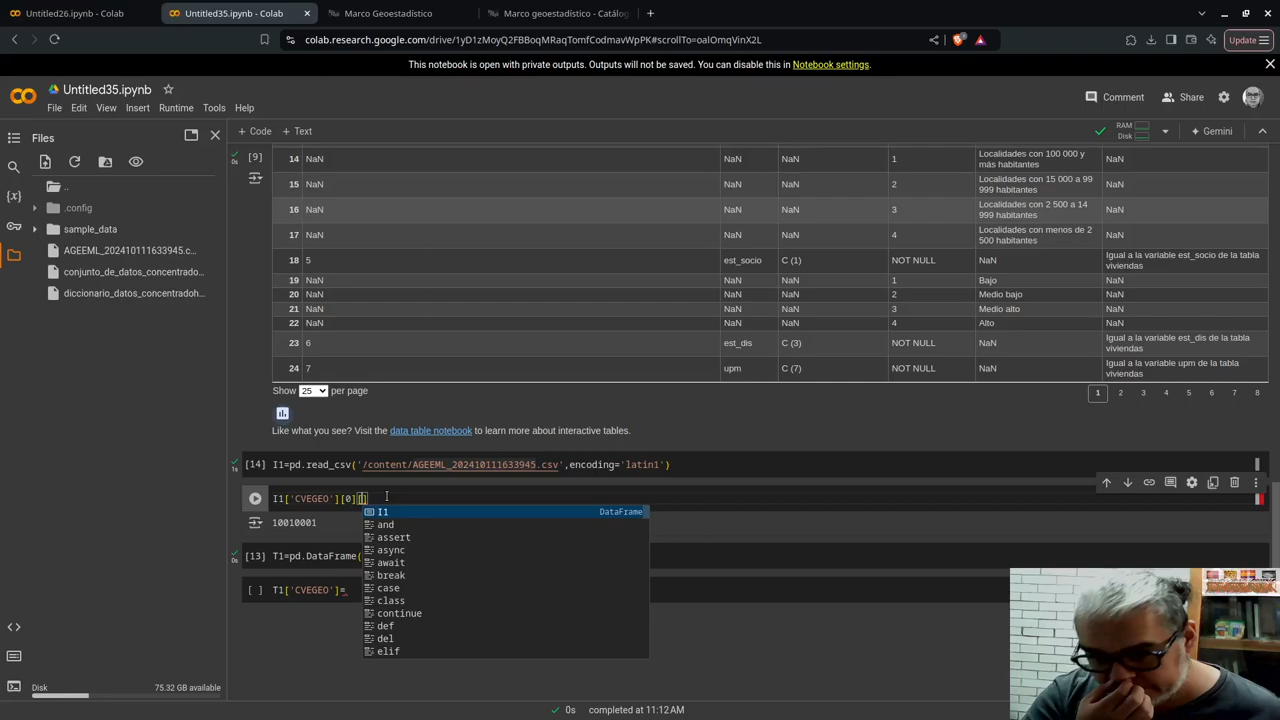 Untitled26.ipynb - Colab
Untitled35.ipynb - Colab
Marco Geoestadístico
Marco geoestadístico - Catálog
colab.research.google.com/drive/1yD1zMoyQ2FBBoqMRaqTomfCodmavWpPK#scrollTo=oalOmqVinX2L
Update
This notebook is open with private outputs. Outputs will not be saved. You can disable this in Notebook settings.
Untitled35.ipynb
File Edit View Insert Runtime Tools Help
Comment Share
Files
+ Code + Text
RAM
Disk
Gemini
..
.config
sample_data
AGEEML_202410111633945.c...
conjunto_de_datos_concentrado...
diccionario_datos_concentradoh...
[9]
0s
14 NaN NaN NaN 1 Localidades con 100 000 y más habitantes NaN
15 NaN NaN NaN 2 Localidades con 15 000 a 99 999 habitantes NaN
16 NaN NaN NaN 3 Localidades con 2 500 a 14 999 habitantes NaN
17 NaN NaN NaN 4 Localidades con menos de 2 500 habitantes NaN
18 5 est_socio C (1) NOT NULL NaN Igual a la variable est_socio de la tabla viviendas
19 NaN NaN NaN 1 Bajo NaN
20 NaN NaN NaN 2 Medio bajo NaN
21 NaN NaN NaN 3 Medio alto NaN
22 NaN NaN NaN 4 Alto NaN
23 6 est_dis C (3) NOT NULL NaN Igual a la variable est_dis de la tabla viviendas
24 7 upm C (7) NOT NULL NaN Igual a la variable upm de la tabla viviendas
Show 25 per page
1 2 3 4 5 6 7 8
Like what you see? Visit the data table notebook to learn more about interactive tables.
[14] I1=pd.read_csv('/content/AGEEML_202410111633945.csv',encoding='latin1')
1s
I1['CVEGEO'][0][]
10010001
I1 DataFrame
and
assert
async
await
break
case
class
continue
def
del
elif
[13] T1=pd.DataFrame(
0s
[ ] T1['CVEGEO']=
Disk 75.32 GB available
0s completed at 11:12 AM